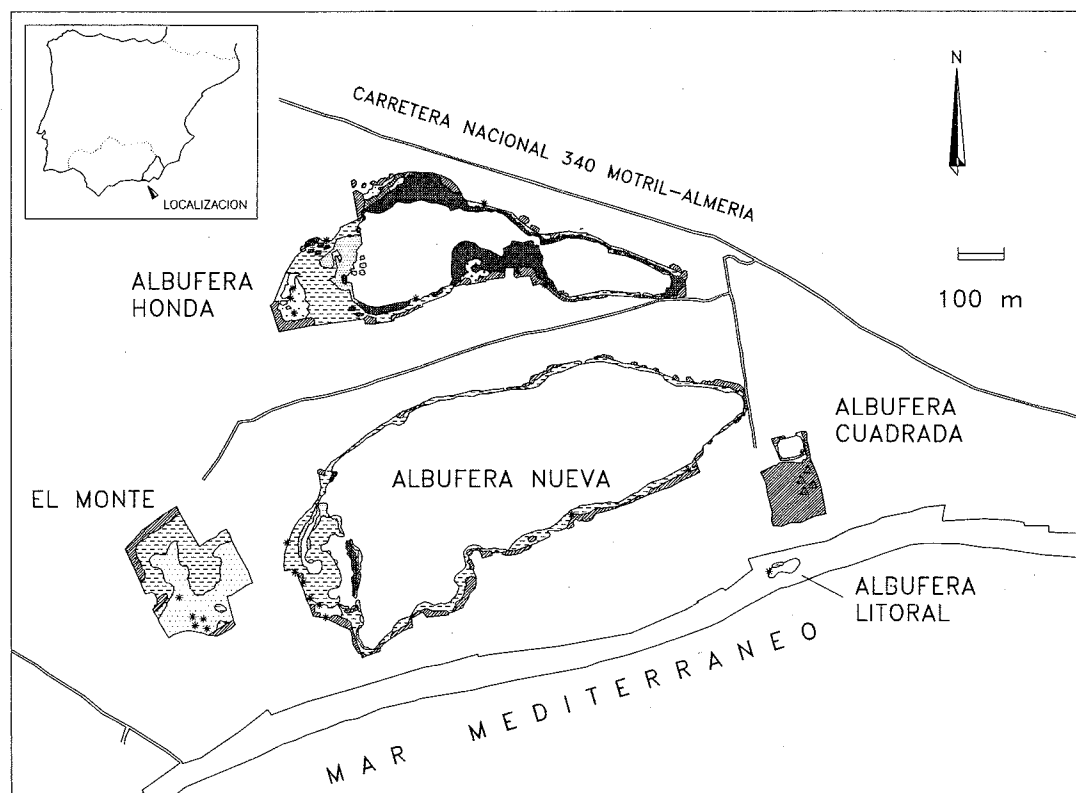 LOCALIZACION
CARRETERA NACIONAL 340 MOTRIL-ALMERIA
N
100 m
ALBUFERA
HONDA
ALBUFERA
CUADRADA
ALBUFERA NUEVA
EL MONTE
ALBUFERA
LITORAL
MAR MEDITERRANEO